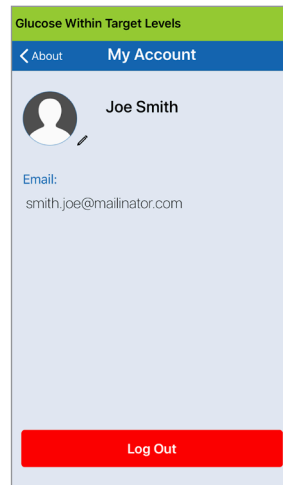 Glucose Within Target Levels
About
My Account
Joe Smith
Email:
smith.joe@mailinator.com
Log Out